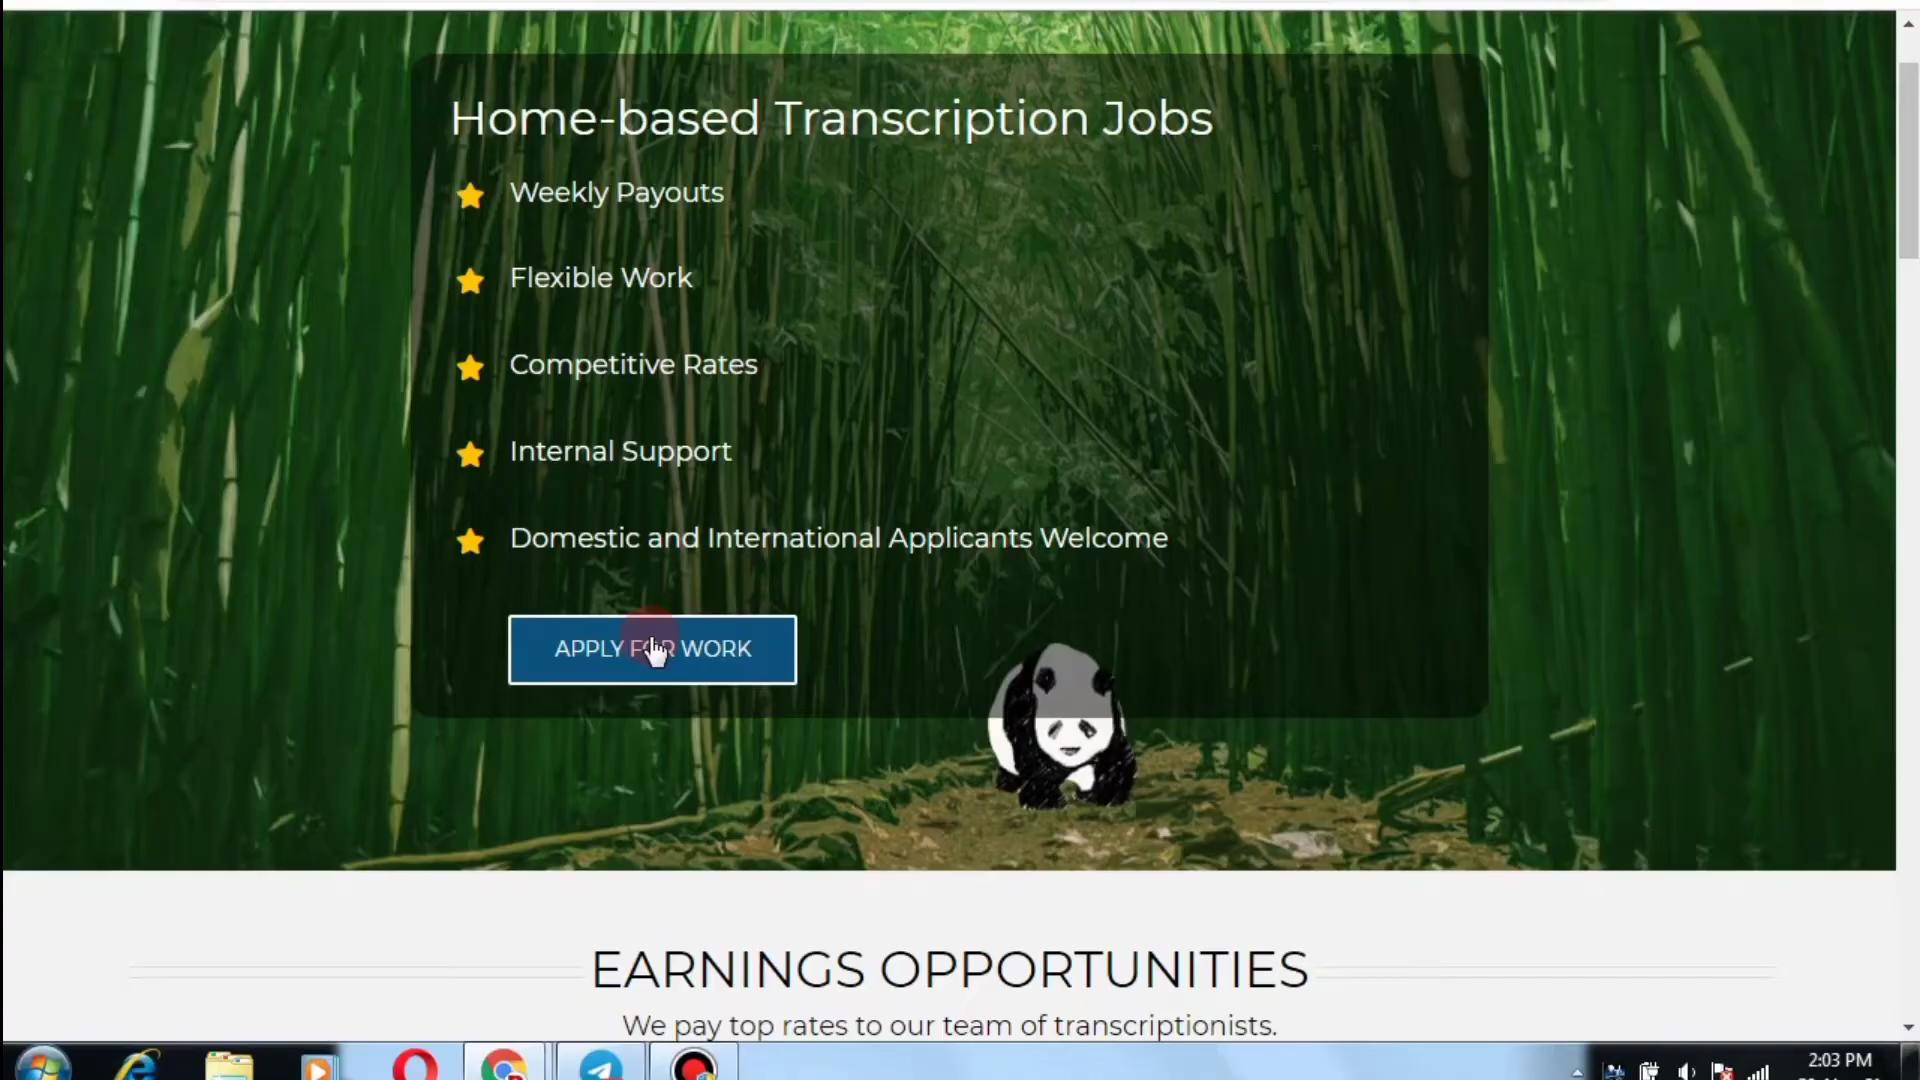 Home-based Transcription Jobs
Weekly Payouts
Flexible Work
Competitive Rates
Internal Support
Domestic and International Applicants Welcome
APPLY FOR WORK
EARNINGS OPPORTUNITIES
We pay top rates to our team of transcriptionists.
2:03 PM